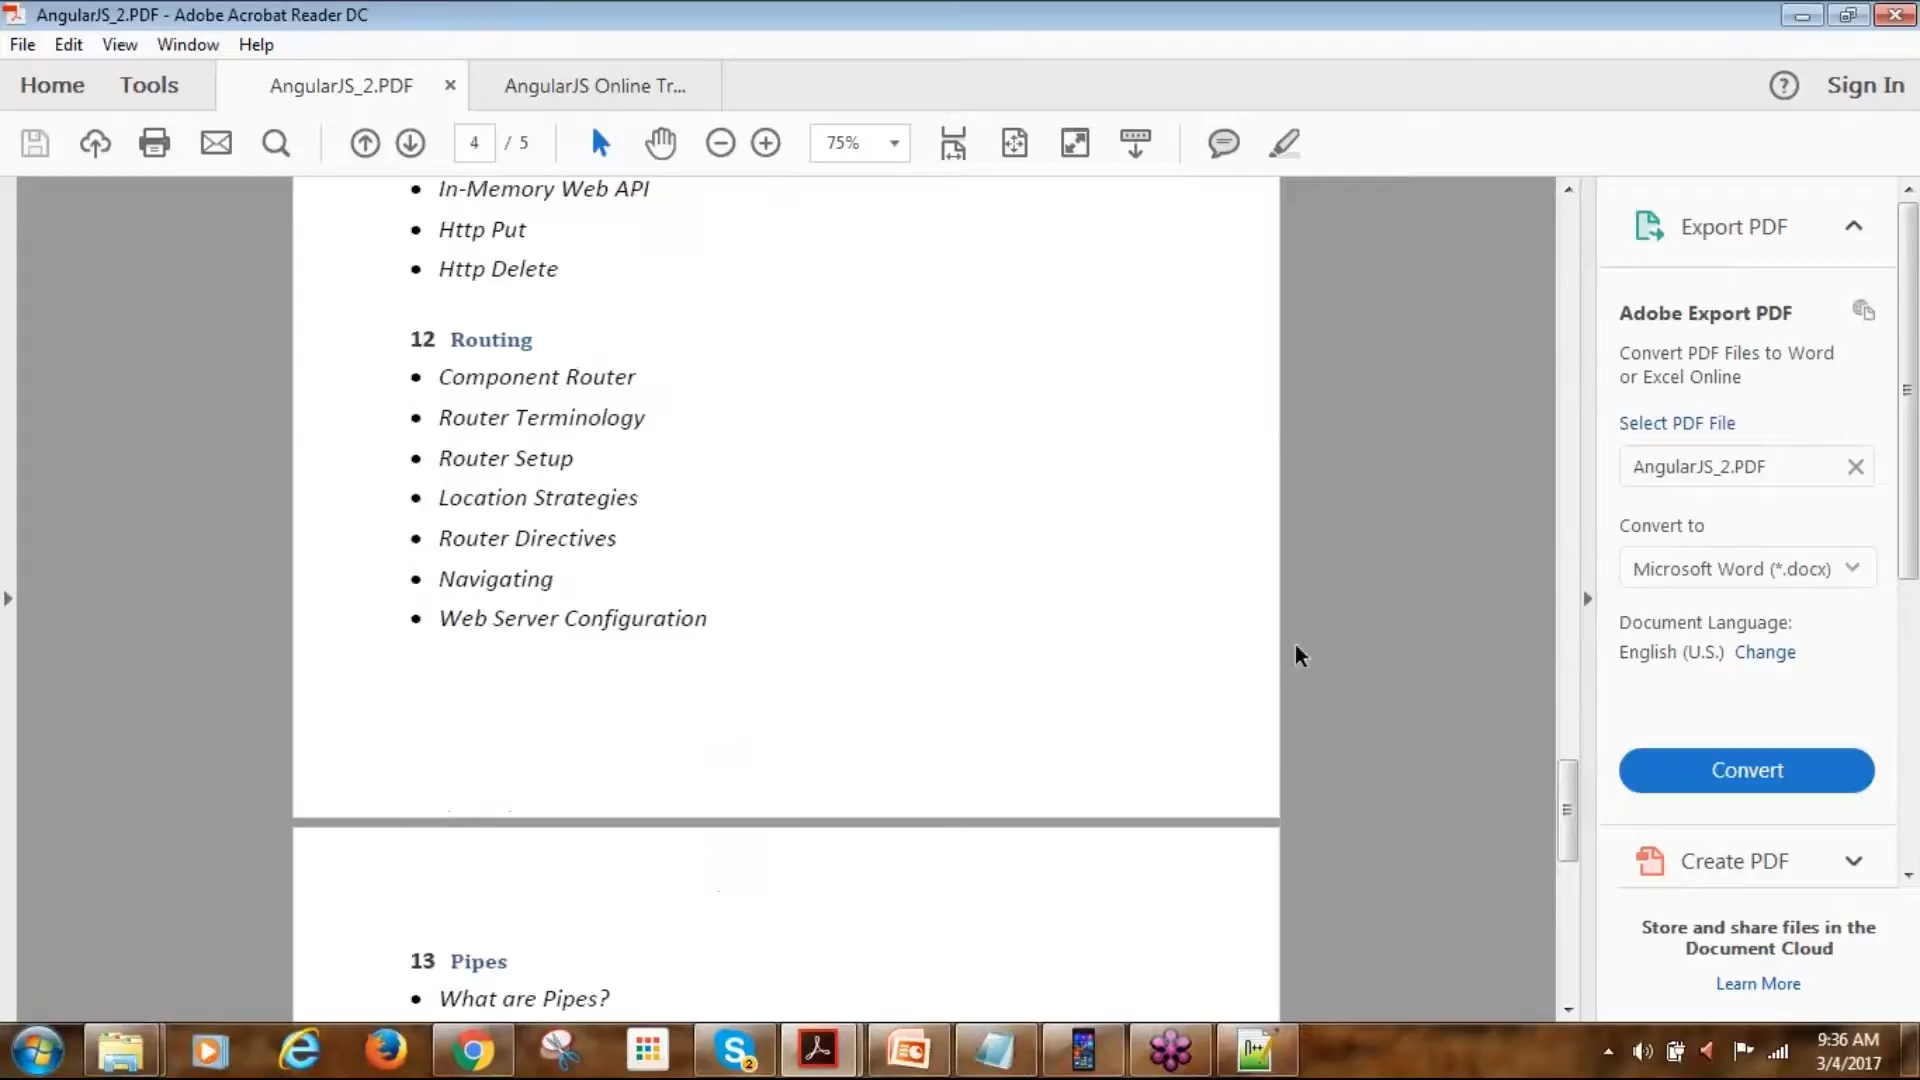 AngularJS_2.PDF - Adobe Acrobat Reader DC
File Edit View Window Help
Home Tools AngularJS_2.PDF × AngularJS Online Tr... ? Sign In
4 / 5 75%
• In-Memory Web API
• Http Put
• Http Delete
12 Routing
• Component Router
• Router Terminology
• Router Setup
• Location Strategies
• Router Directives
• Navigating
• Web Server Configuration
13 Pipes
• What are Pipes?
Export PDF
Adobe Export PDF
Convert PDF Files to Word
or Excel Online
Select PDF File
AngularJS_2.PDF
Convert to
Microsoft Word (*.docx)
Document Language:
English (U.S.) Change
Convert
Create PDF
Store and share files in the
Document Cloud
Learn More
2
n++
9:36 AM
3/4/2017